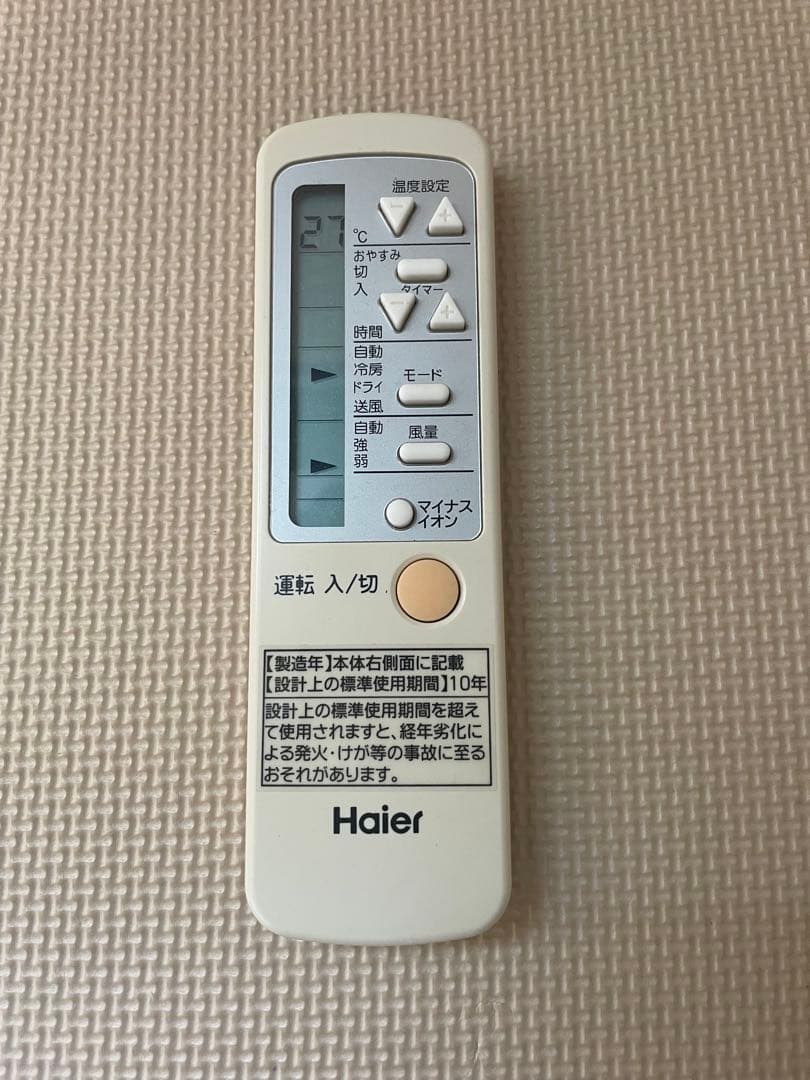 温度設定
27
℃
おやすみ
切
入
タイマー
時間
自動
冷房
ドライ
送風
モード
自動
強
弱
風量
マイナス
イオン
運転 入/切
【製造年】本体右側面に記載
【設計上の標準使用期間】10年
設計上の標準使用期間を超え
て使用されますと、経年劣化に
よる発火・けが等の事故に至る
おそれがあります。
Haier